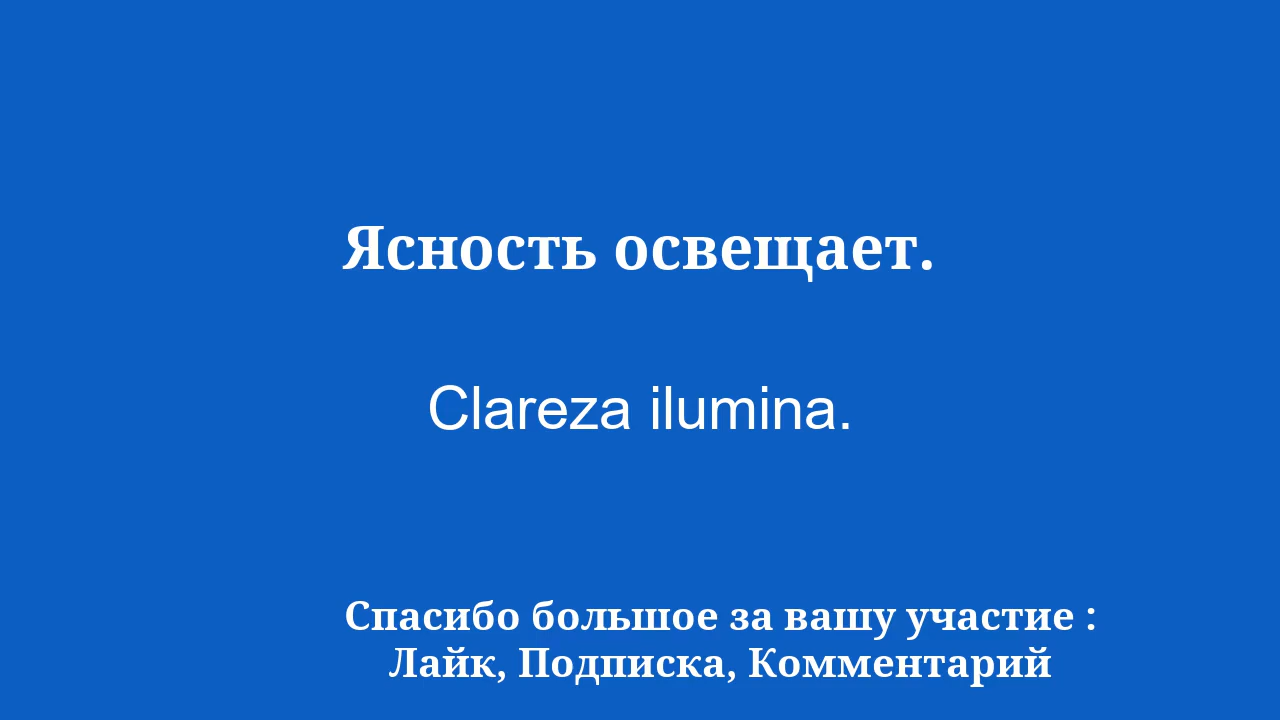 Ясность освещает.
Clareza ilumina.
Спасибо большое за вашу участие :
Лайк, Подписка, Комментарий